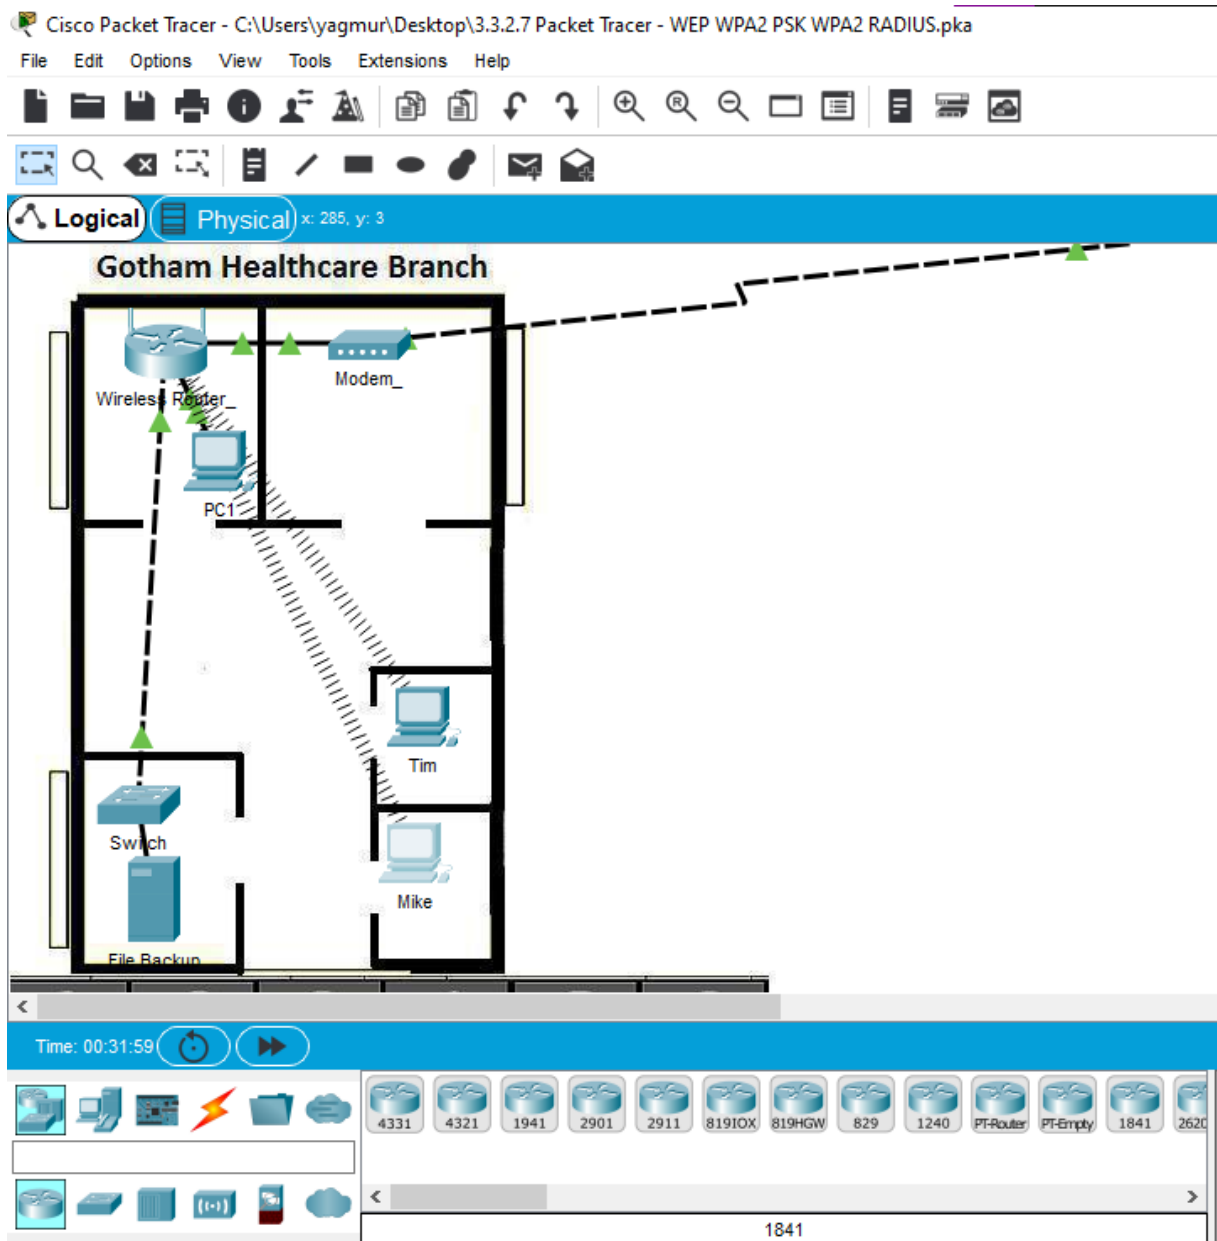 Cisco Packet Tracer - C:\Users\yagmur\Desktop\3.3.2.7 Packet Tracer - WEP WPA2 PSK WPA2 RADIUS.pka
File Edit Options View Tools Extensions Help
Logical Physical x: 285, y: 3
Gotham Healthcare Branch
Modem_
Wireless Router_
PC1
Tim
Switch
Mike
File Backup
Time: 00:31:59
4331 4321 1941 2901 2911 819IOX 819HGW 829 1240 PT-Router PT-Empty 1841 2620
1841